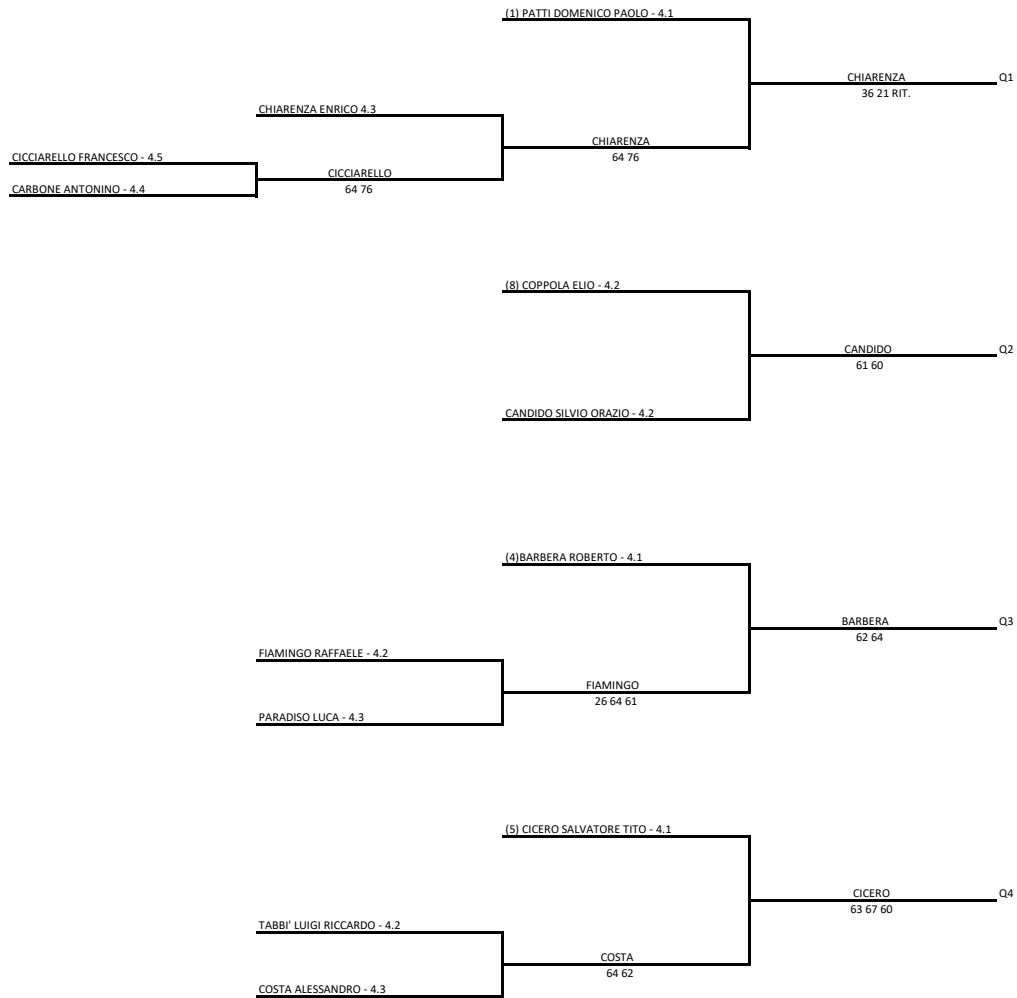 (1) PATTI DOMENICO PAOLO - 4.1
CHIARENZA
Q1
36 21 RIT.
CHIARENZA ENRICO 4.3
CHIARENZA
64 76
CICCIARELLO FRANCESCO - 4.5
CICCIARELLO
64 76
CARBONE ANTONINO - 4.4
(8) COPPOLA ELIO - 4.2
CANDIDO
Q2
61 60
CANDIDO SILVIO ORAZIO - 4.2
(4)BARBERA ROBERTO - 4.1
BARBERA
Q3
62 64
FIAMINGO RAFFAELE - 4.2
FIAMINGO
26 64 61
PARADISO LUCA - 4.3
(5) CICERO SALVATORE TITO - 4.1
CICERO
Q4
63 67 60
TABBI' LUIGI RICCARDO - 4.2
COSTA
64 62
COSTA ALESSANDRO - 4.3